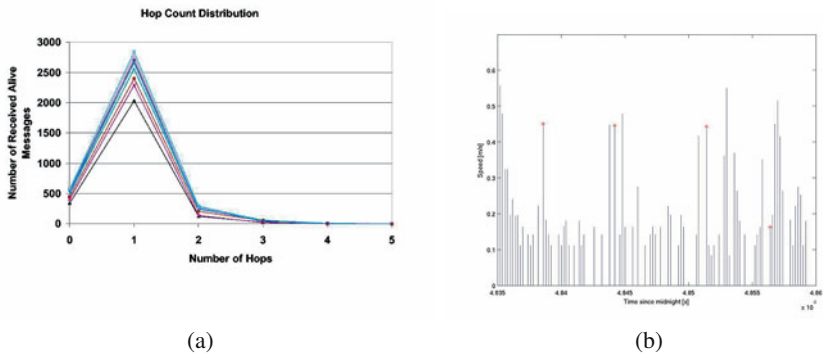 Hop Count Distribution
3000
2500
2000
1500
1000
500
0
Number of Received Alive
Messages
0 1 2 3 4 5
Number of Hops
(a)
0.6
0.5
0.4
0.3
0.2
0.1
0
Speed [m/s]
4.835 4.84 4.845 4.85 4.855 4.86
Time since midnight [s]
x 10
(b)